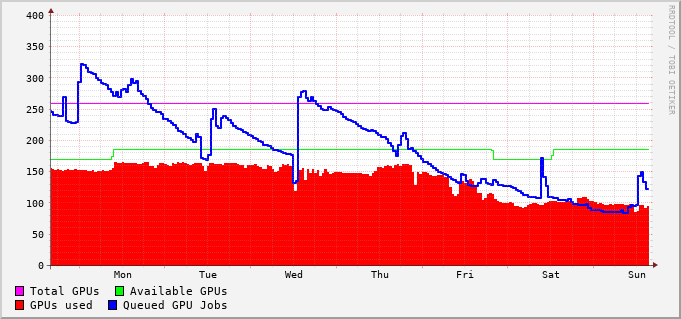 400
350
300
250
200
150
100
50
0
Mon Tue Wed Thu Fri Sat Sun
Total GPUs Available GPUs
GPUs used Queued GPU Jobs
RRDTOOL / TOBI OETIKER